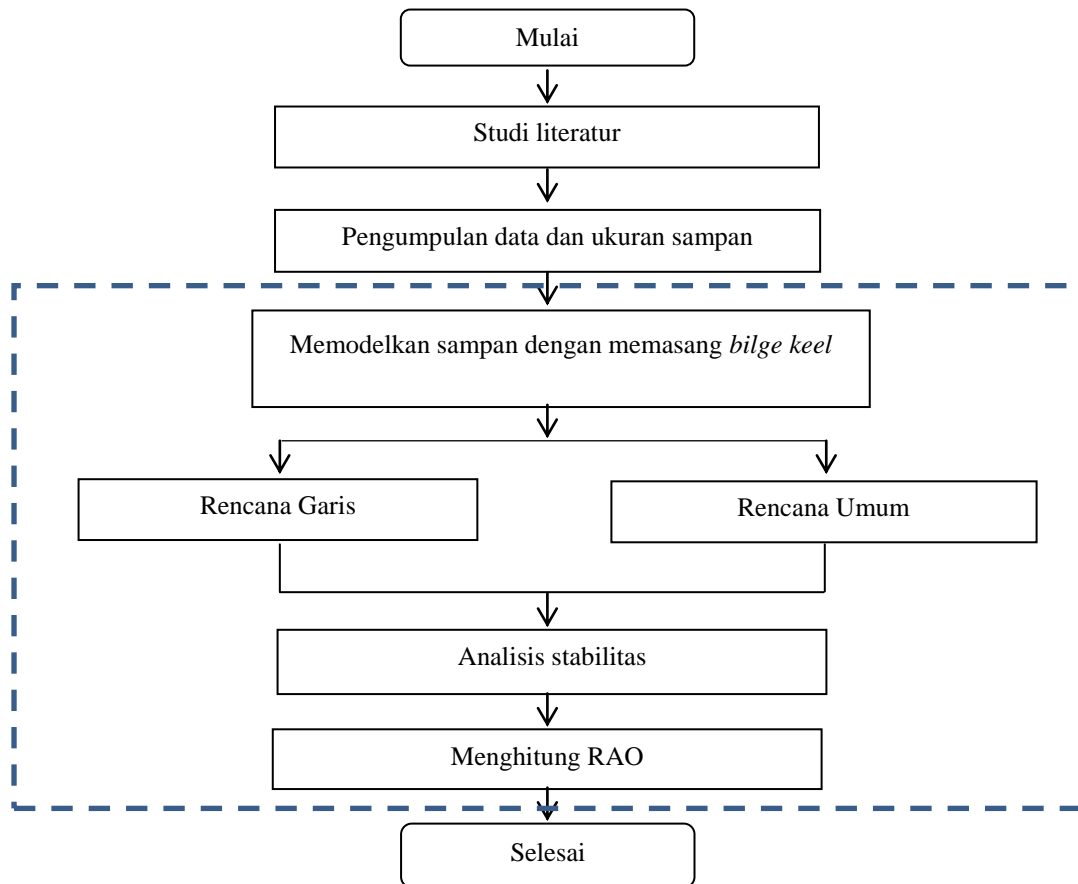 Mulai
Studi literatur
Pengumpulan data dan ukuran sampan
Memodelkan sampan dengan memasang bilge keel
Rencana Garis
Rencana Umum
Analisis stabilitas
Menghitung RAO
Selesai